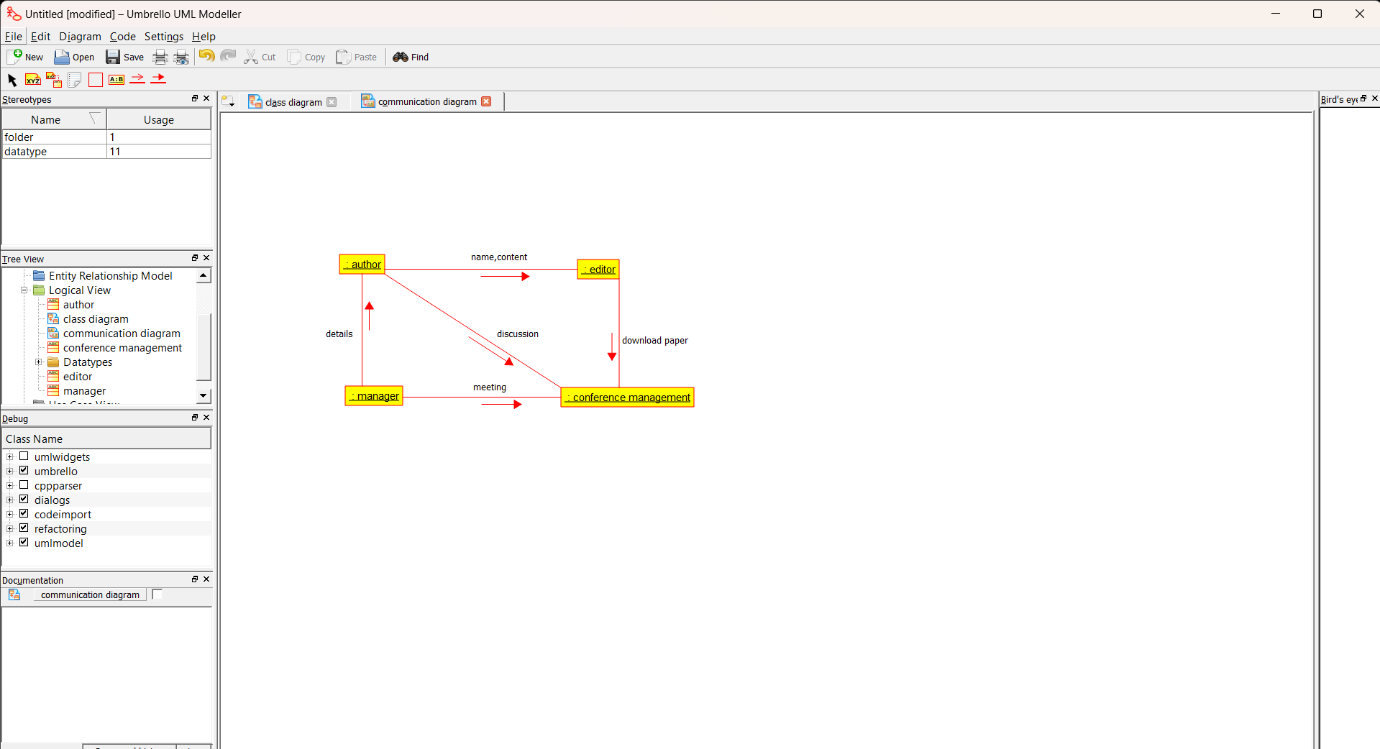 Untitled [modified] – Umbrello UML Modeller
File Edit Diagram Code Settings Help
New Open Save Cut Copy Paste Find
XYZ A:B
Stereotypes
Name Usage
folder 1
datatype 11
Tree View
Entity Relationship Model
Logical View
author
class diagram
communication diagram
conference management
Datatypes
editor
manager
Debug
Class Name
umlwidgets
umbrello
cppparser
dialogs
codeimport
refactoring
umlmodel
Documentation
communication diagram
class diagram communication diagram
: author
name,content
: editor
details
discussion
download paper
: manager
meeting
: conference management
Bird's eye